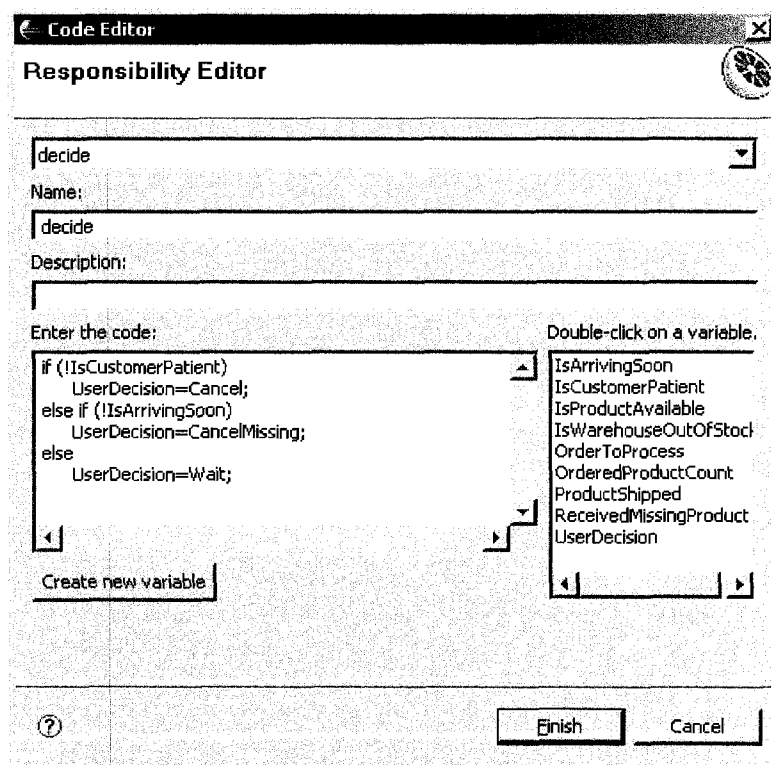 Code Editor
Responsibility Editor
decide
Name:
decide
Description:
Enter the code:
Double-click on a variable.
if (!IsCustomerPatient)
UserDecision=Cancel;
else if (!IsArrivingSoon)
UserDecision=CancelMissing;
else
UserDecision=Wait;
IsArrivingSoon
IsCustomerPatient
IsProductAvailable
IsWarehouseOutOfStock
OrderToProcess
OrderedProductCount
ProductShipped
ReceivedMissingProduct
UserDecision
Create new variable
?
Finish
Cancel